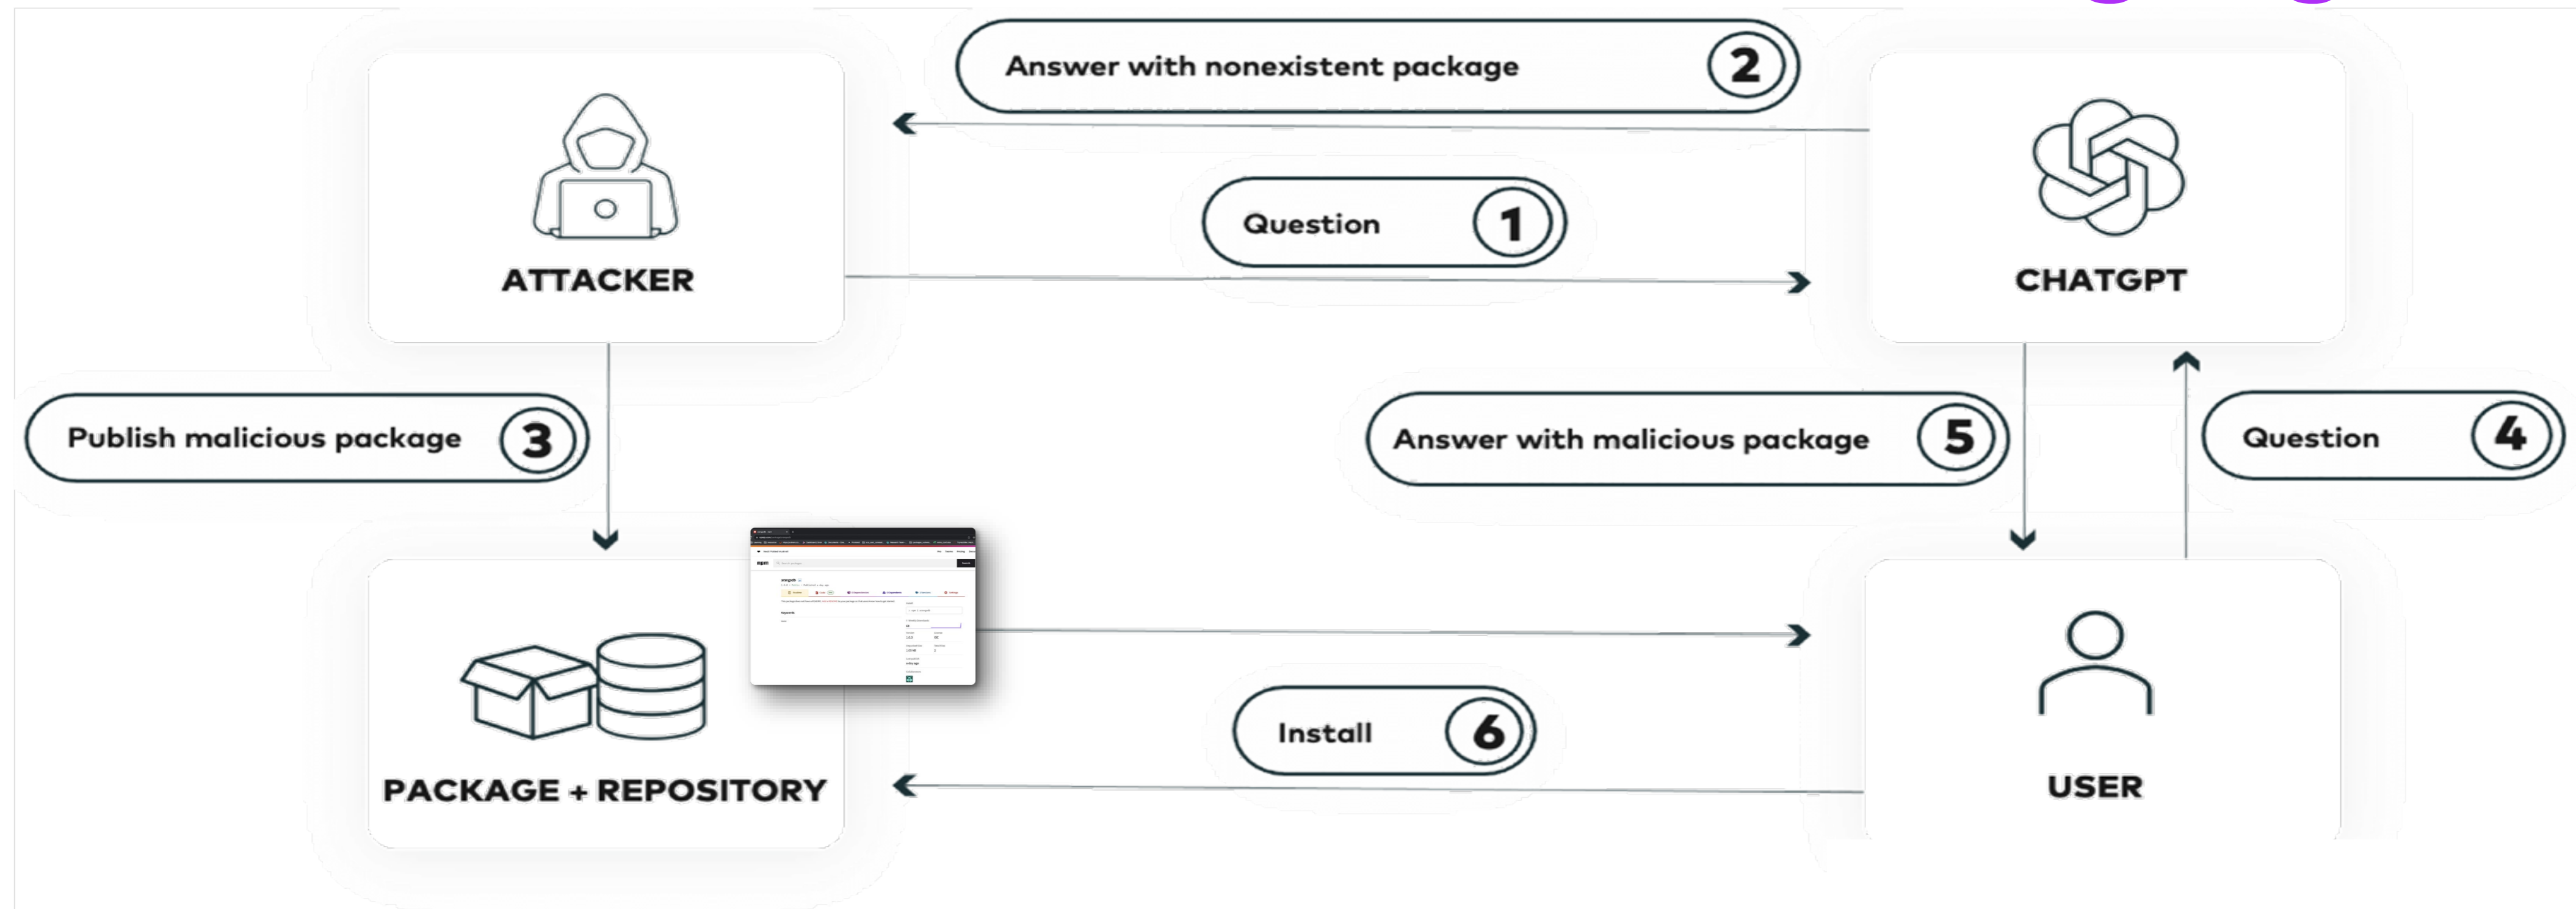 Answer with nonexistent package 2
Question 1
ATTACKER
CHATGPT
Publish malicious package 3
Answer with malicious package 5
Question 4
npm
Install 6
PACKAGE + REPOSITORY
USER